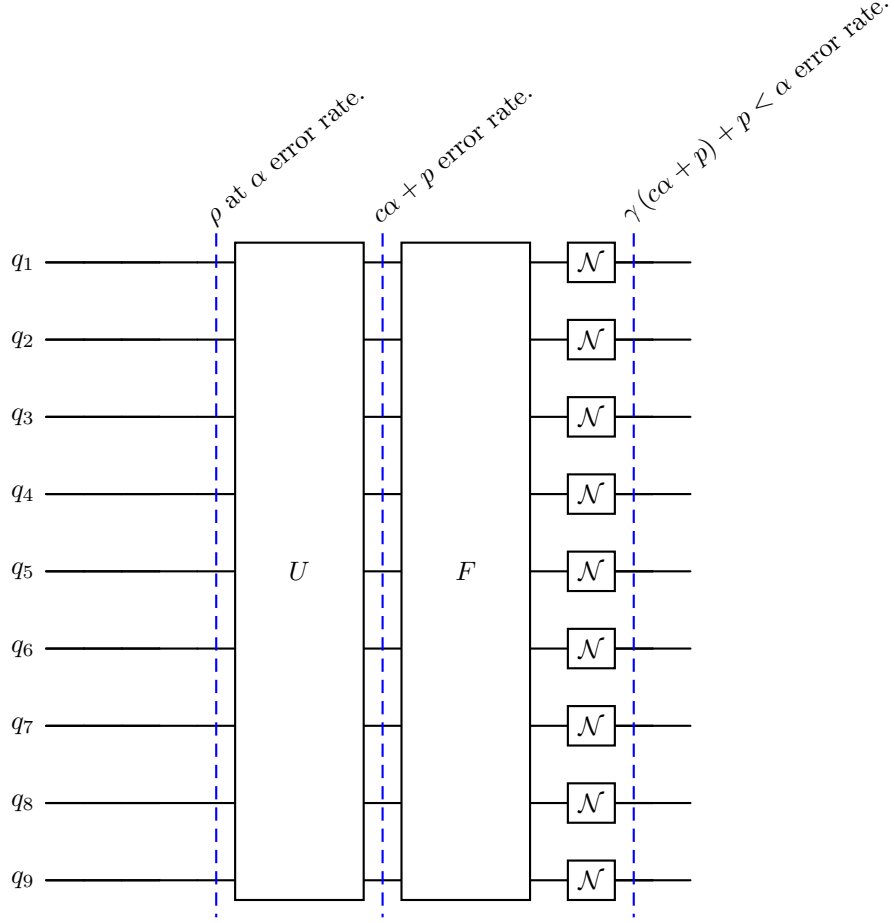 ρ at α error rate.
cα + p error rate.
γ (cα + p) + p < α error rate.
q₁ 𝒩
q₂ 𝒩
q₃ 𝒩
q₄ 𝒩
q₅ U F 𝒩
q₆ 𝒩
q₇ 𝒩
q₈ 𝒩
q₉ 𝒩